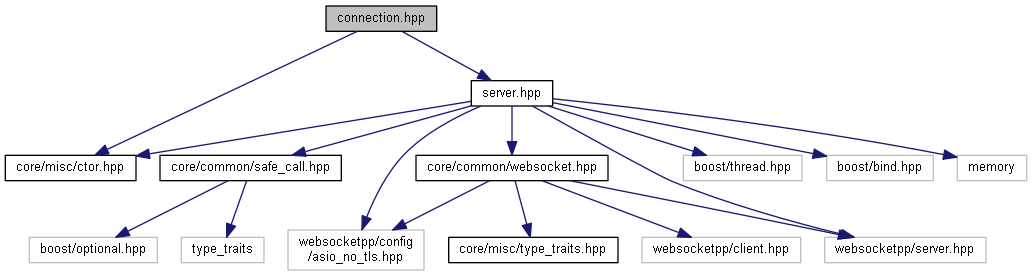 connection.hpp
server.hpp
core/misc/ctor.hpp
core/common/safe_call.hpp
core/common/websocket.hpp
boost/thread.hpp
boost/bind.hpp
memory
boost/optional.hpp
type_traits
websocketpp/config
/asio_no_tls.hpp
core/misc/type_traits.hpp
websocketpp/client.hpp
websocketpp/server.hpp